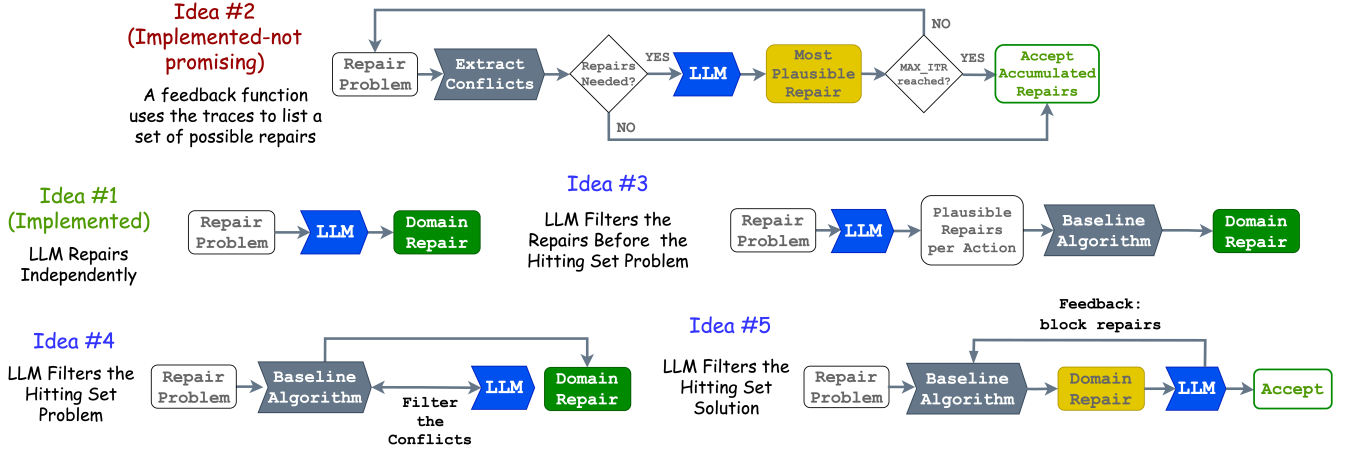 Idea #2
(Implemented-not
promising)
A feedback function
uses the traces to list a
set of possible repairs
Repair
Problem
Extract
Conflicts
Repairs
Needed?
YES
NO
LLM
Most
Plausible
Repair
MAX_ITR
reached?
NO
YES
Accept
Accumulated
Repairs
Idea #1
(Implemented)
LLM Repairs
Independently
Repair
Problem
LLM
Domain
Repair
Idea #3
LLM Filters the
Repairs Before the
Hitting Set Problem
Repair
Problem
LLM
Plausible
Repairs
per Action
Baseline
Algorithm
Domain
Repair
Idea #4
LLM Filters the
Hitting Set
Problem
Repair
Problem
Baseline
Algorithm
Filter
the
Conflicts
LLM
Domain
Repair
Idea #5
LLM Filters the
Hitting Set
Solution
Feedback:
block repairs
Repair
Problem
Baseline
Algorithm
Domain
Repair
LLM
Accept